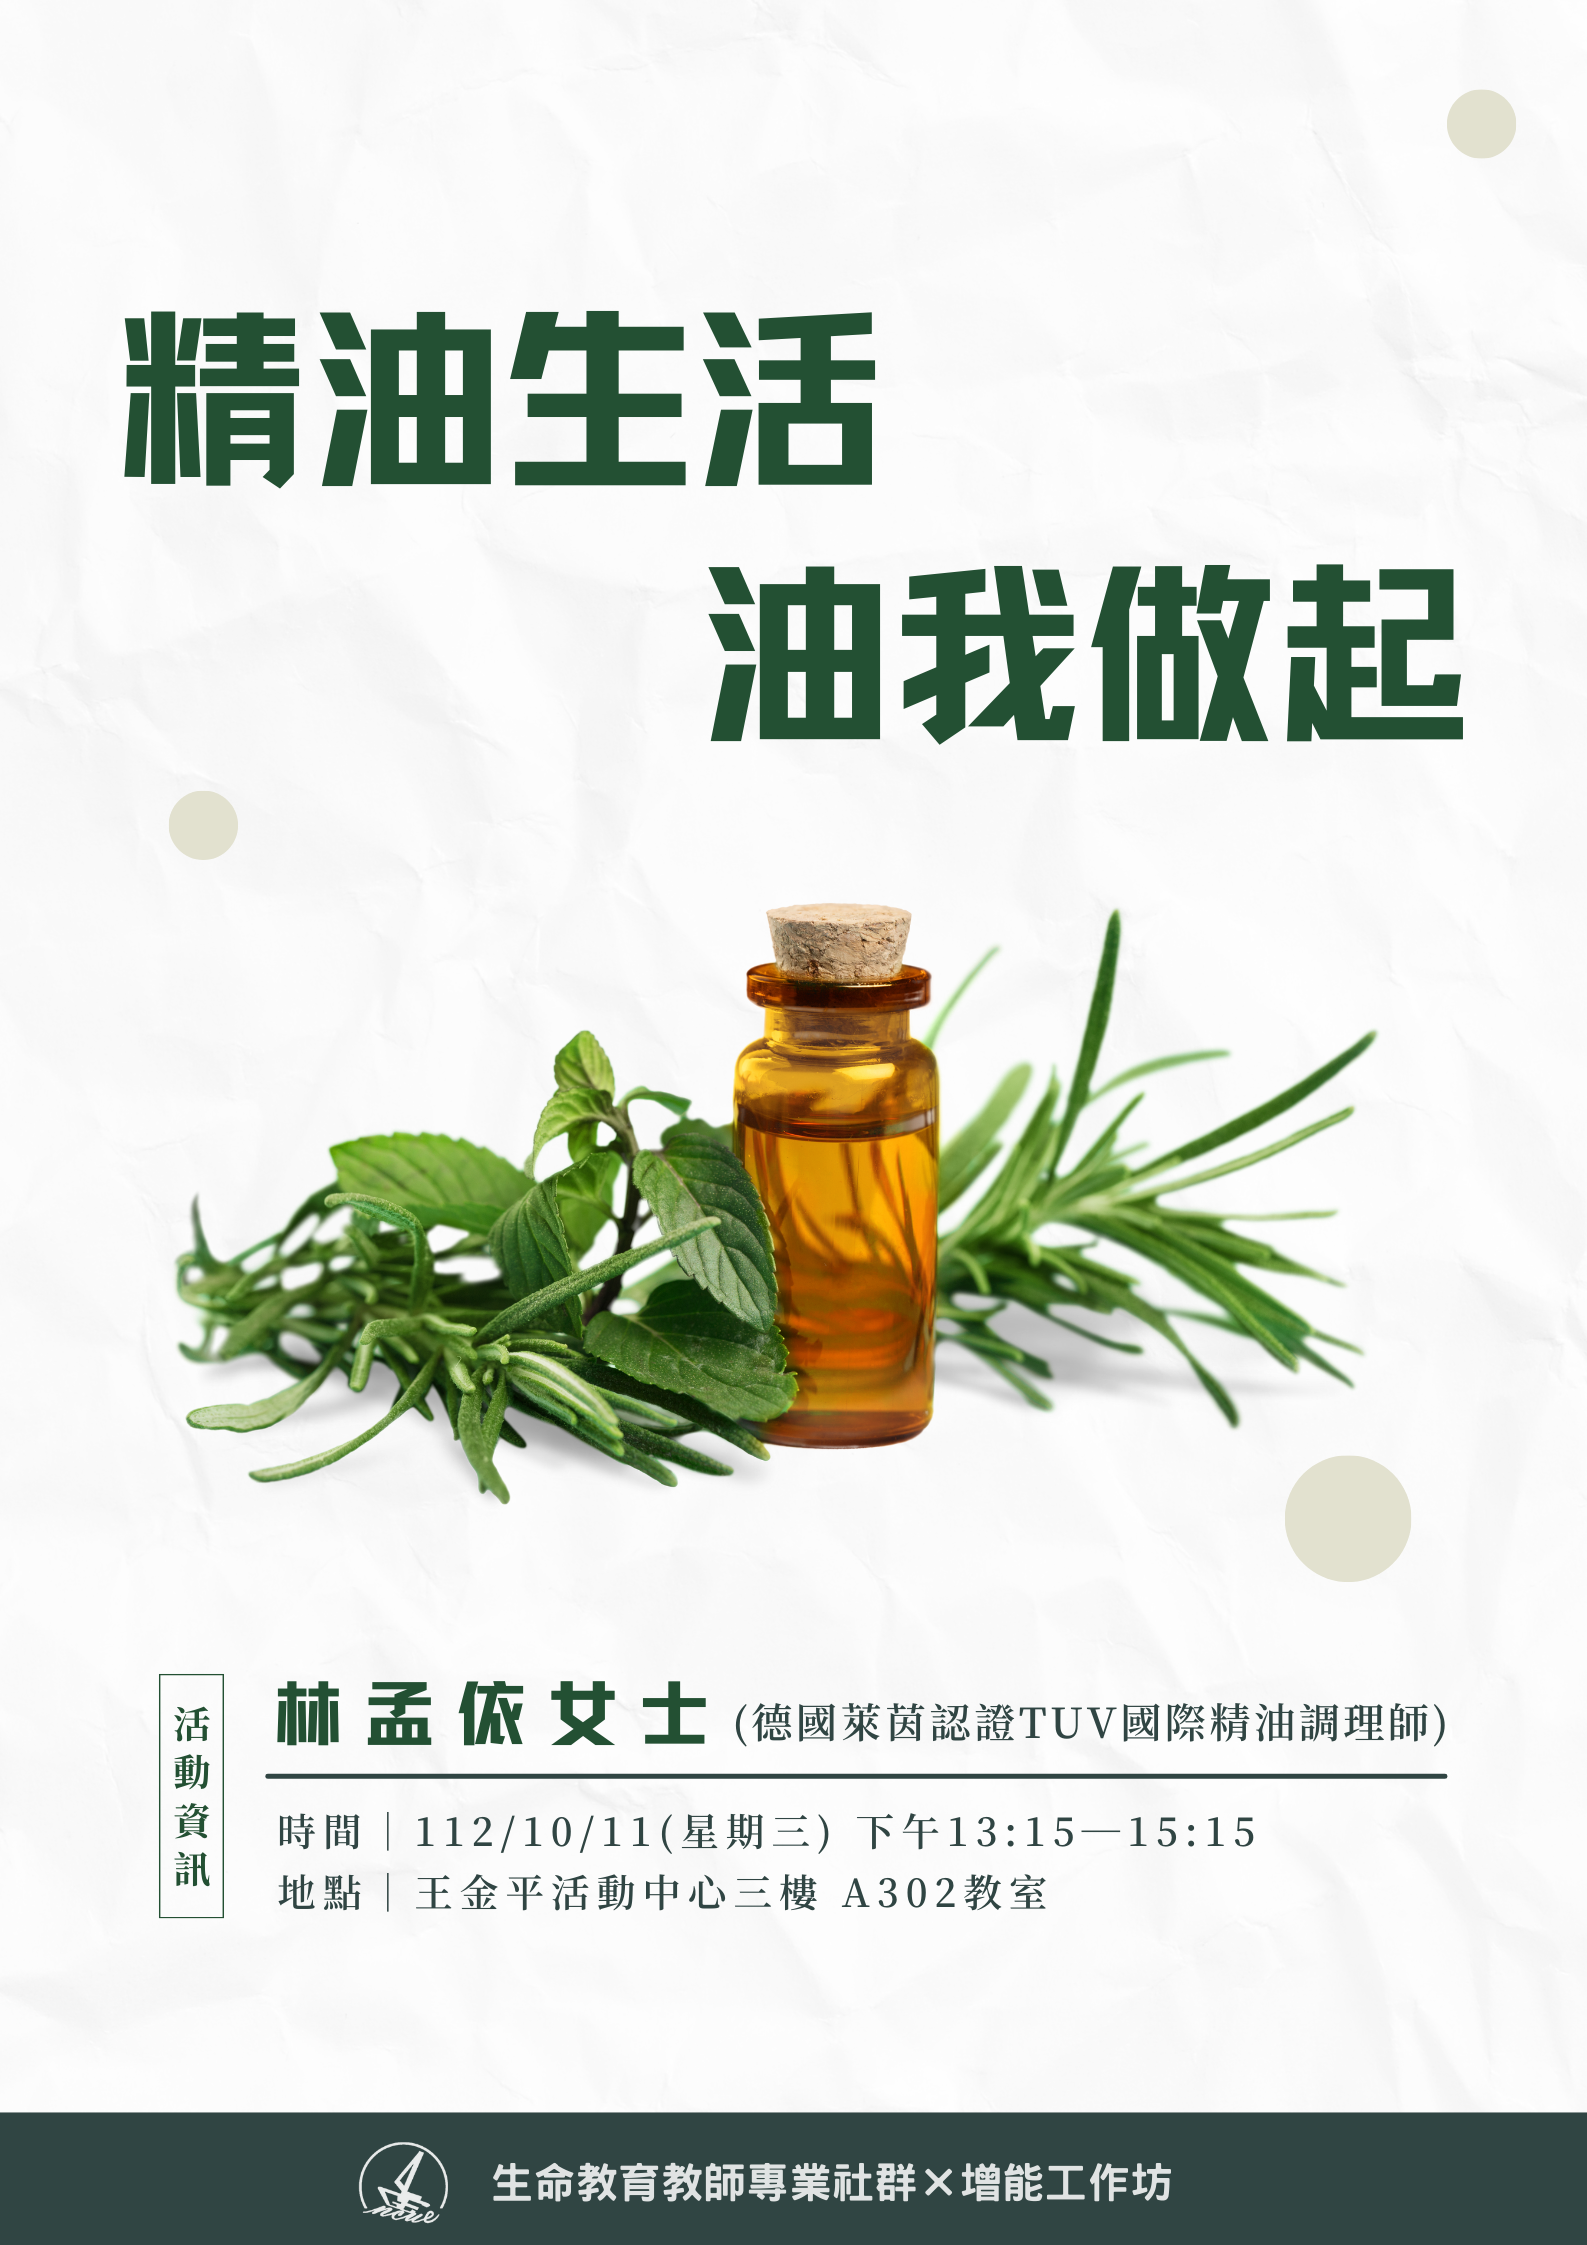 精油生活
油我做起
活動資訊
林孟依女士 (德國萊茵認證TUV國際精油調理師)
時間｜112/10/11(星期三) 下午13:15—15:15
地點｜王金平活動中心三樓 A302教室
ncue
生命教育教師專業社群×增能工作坊